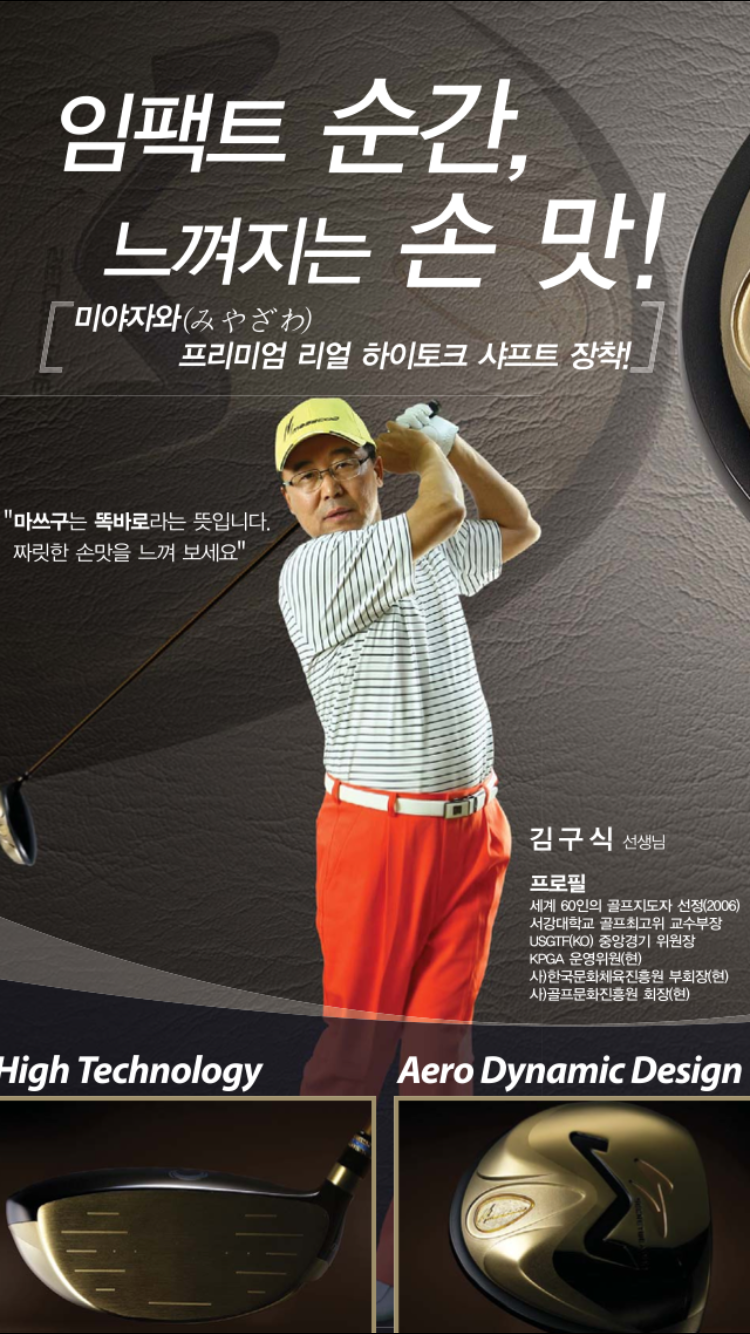 임팩트 순간,
느껴지는 손 맛!
미야자와(みやざわ)
프리미엄 리얼 하이토크 샤프트 장착!
"마쓰구는 똑바로라는 뜻입니다.
짜릿한 손맛을 느껴 보세요"
김구식 선생님
프로필
세계 60인의 골프지도자 선정(2006)
서강대학교 골프최고위 교수부장
USGTF(KO) 중앙경기 위원장
KPGA 운영위원(현)
사)한국문화체육진흥원 부회장(현)
사)골프문화진흥원 회장(현)
High Technology
Aero Dynamic Design